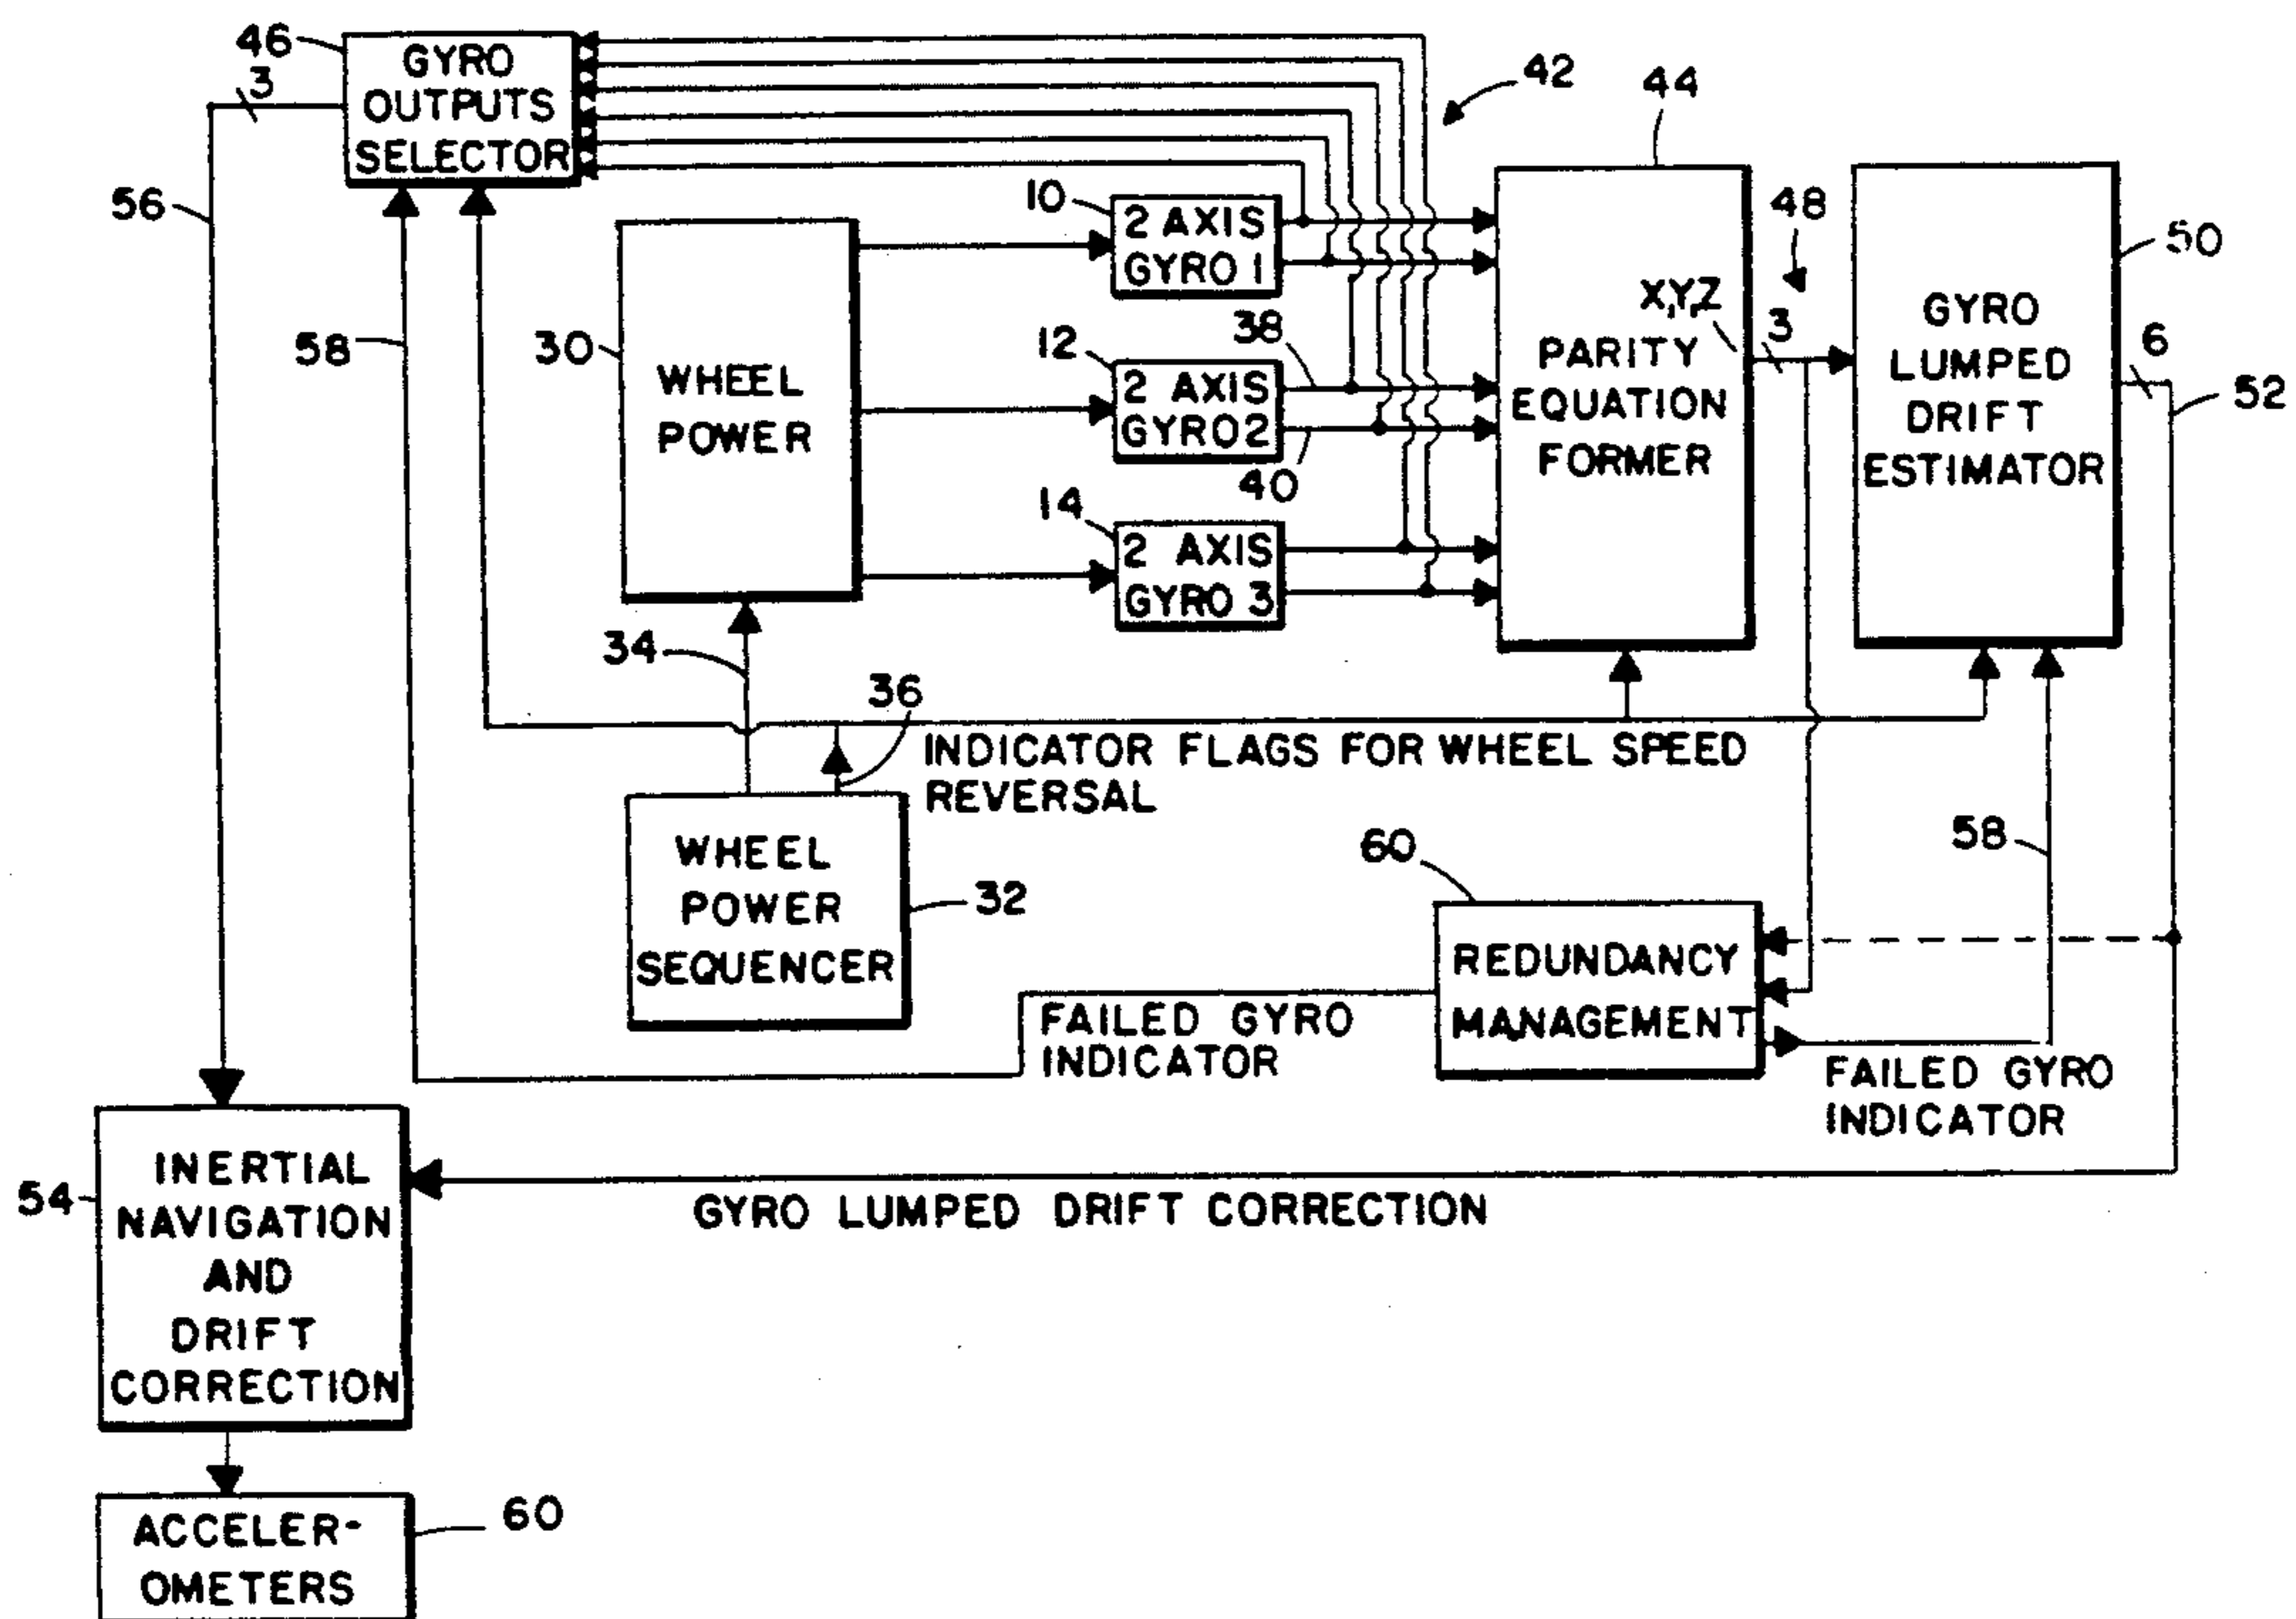 46
3
GYRO
OUTPUTS
SELECTOR
42
44
56
58
10
2 AXIS
GYRO 1
48
50
30
WHEEL
POWER
38
12
2 AXIS
GYRO 2
40
X,Y,Z
3
PARITY
EQUATION
FORMER
GYRO
LUMPED
DRIFT
ESTIMATOR
6
52
14
2 AXIS
GYRO 3
34
36
INDICATOR FLAGS FOR WHEEL SPEED
REVERSAL
WHEEL
POWER
SEQUENCER
32
60
58
REDUNDANCY
MANAGEMENT
FAILED GYRO
INDICATOR
FAILED GYRO
INDICATOR
54
INERTIAL
NAVIGATION
AND
DRIFT
CORRECTION
GYRO LUMPED DRIFT CORRECTION
ACCELER-
OMETERS
60